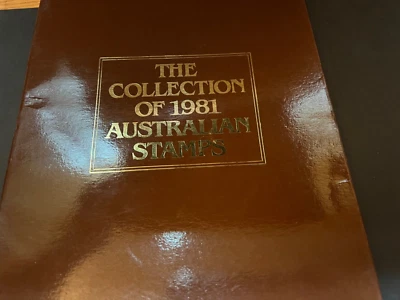 THE
COLLECTION
OF 1981
AUSTRALIAN
STAMPS